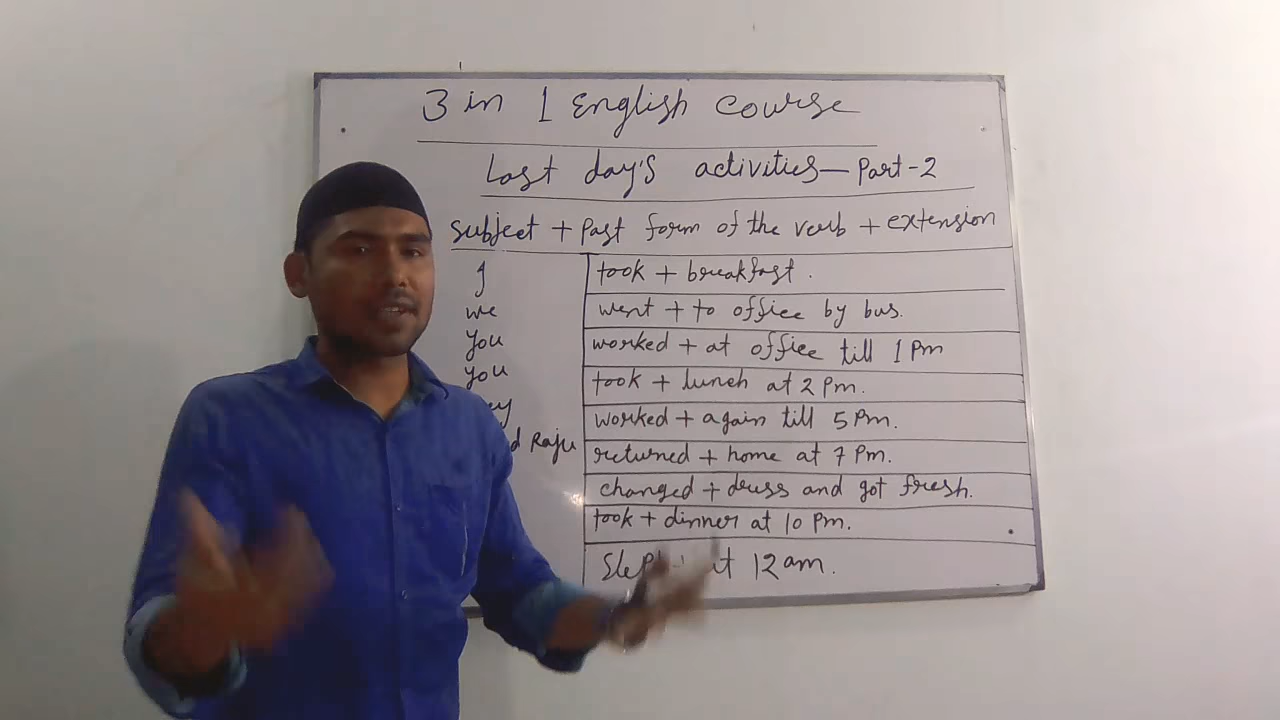 3 in 1 English course
Last day's activities — Part-2
Subject + Past form of the verb + extension
I took + breakfast.
we went + to office by bus.
you worked + at office till 1 Pm
you took + lunch at 2 Pm.
worked + again till 5 Pm.
Raju returned + home at 7 Pm.
changed + dress and got fresh.
took + dinner at 10 Pm.
12 am.